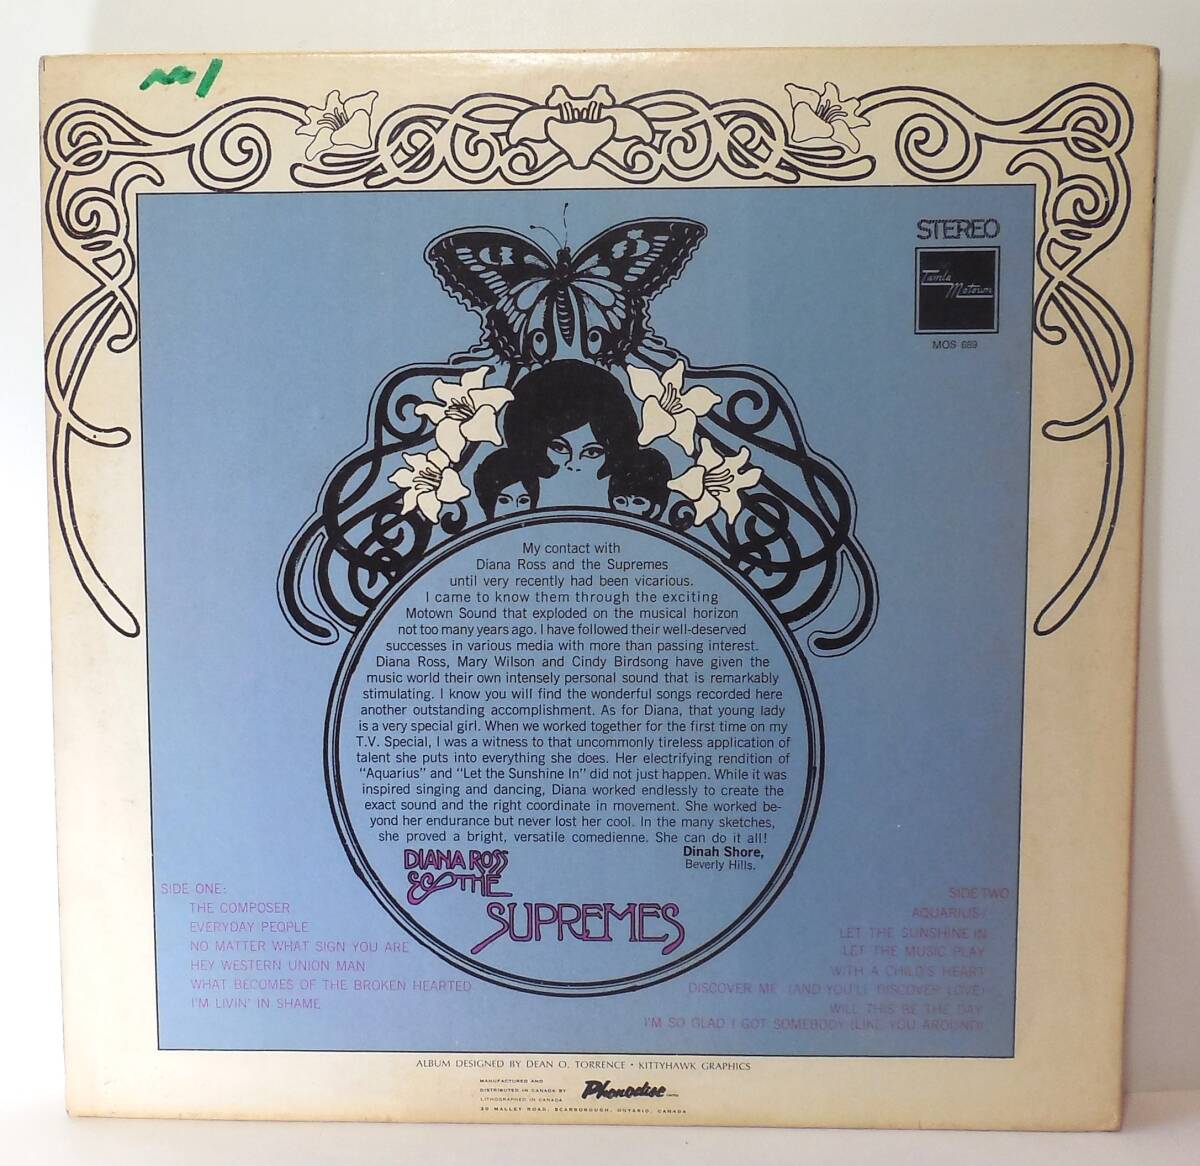 No1
STEREO
Tamla
Motown
MOS 689
My contact with
Diana Ross and the Supremes
until very recently had been vicarious.
I came to know them through the exciting
Motown Sound that exploded on the musical horizon
not too many years ago. I have followed their well-deserved
successes in various media with more than passing interest.
Diana Ross, Mary Wilson and Cindy Birdsong have given the
music world their own intensely personal sound that is remarkably
stimulating. I know you will find the wonderful songs recorded here
another outstanding accomplishment. As for Diana, that young lady
is a very special girl. When we worked together for the first time on my
T.V. Special, I was a witness to that uncommonly tireless application of
talent she puts into everything she does. Her electrifying rendition of
"Aquarius" and "Let the Sunshine In" did not just happen. While it was
inspired singing and dancing, Diana worked endlessly to create the
exact sound and the right coordinate in movement. She worked be-
yond her endurance but never lost her cool. In the many sketches,
she proved a bright, versatile comedienne. She can do it all!
Dinah Shore,
Beverly Hills.
DIANA ROSS
& THE
SUPREMES
SIDE ONE:
THE COMPOSER
EVERYDAY PEOPLE
NO MATTER WHAT SIGN YOU ARE
HEY WESTERN UNION MAN
WHAT BECOMES OF THE BROKEN HEARTED
I'M LIVIN' IN SHAME
SIDE TWO
AQUARIUS/
LET THE SUNSHINE IN
LET THE MUSIC PLAY
WITH A CHILD'S HEART
DISCOVER ME (AND YOU'LL DISCOVER LOVE)
WILL THIS BE THE DAY
I'M SO GLAD I GOT SOMEBODY (LIKE YOU AROUND)
ALBUM DESIGNED BY DEAN O. TORRENCE • KITTYHAWK GRAPHICS
MANUFACTURED AND
DISTRIBUTED IN CANADA BY
LITHOGRAPHED IN CANADA
Phonodisc
30 MALLEY ROAD, SCARBOROUGH, ONTARIO, CANADA